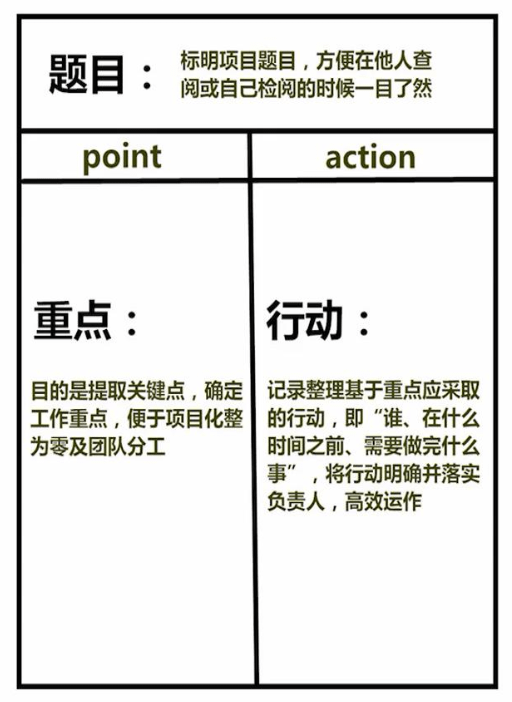 题目：
标明项目题目，方便在他人查
阅或自己检阅的时候一目了然
point
action
重点：
目的是提取关键点，确定
工作重点，便于项目化整
为零及团队分工
行动：
记录整理基于重点应采取
的行动，即“谁、在什么
时间之前、需要做完什么
事”，将行动明确并落实
负责人，高效运作